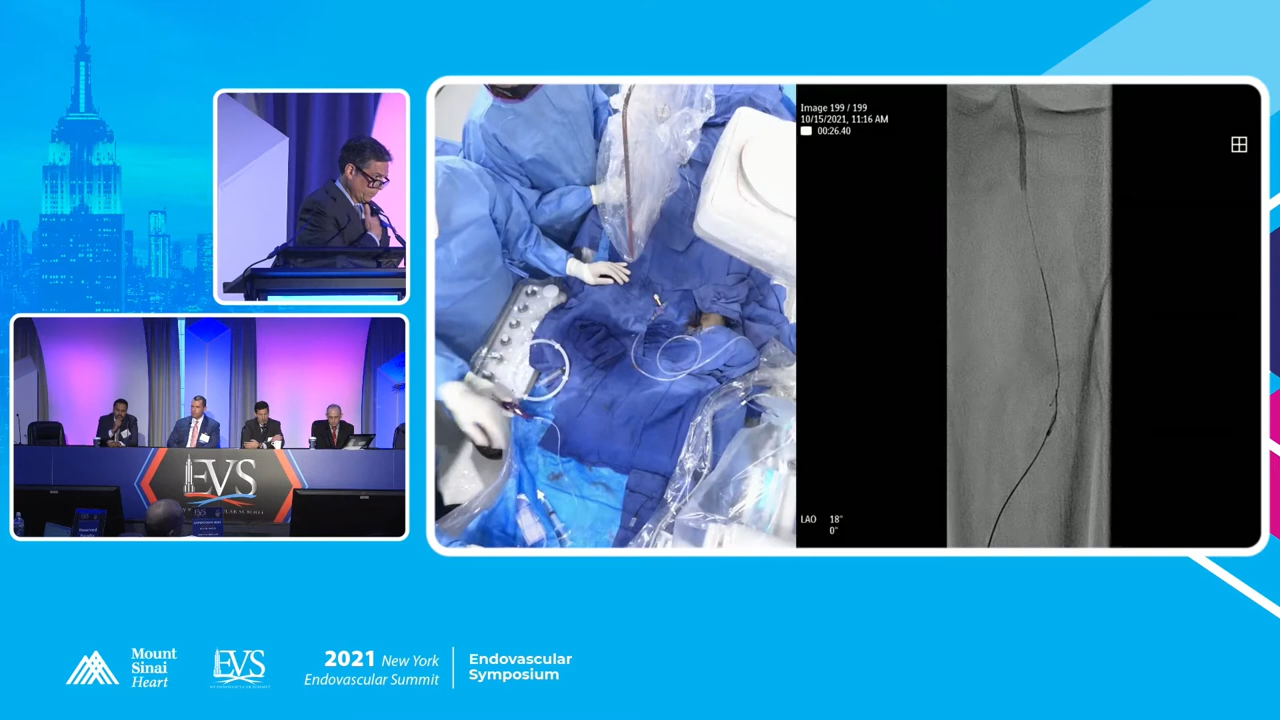 Image 199 / 199
10/15/2021, 11:16 AM
00:26.40
LAO 18°
0°
EVS
Mount
Sinai
Heart
EVS
2021 New York
Endovascular Summit
Endovascular
Symposium